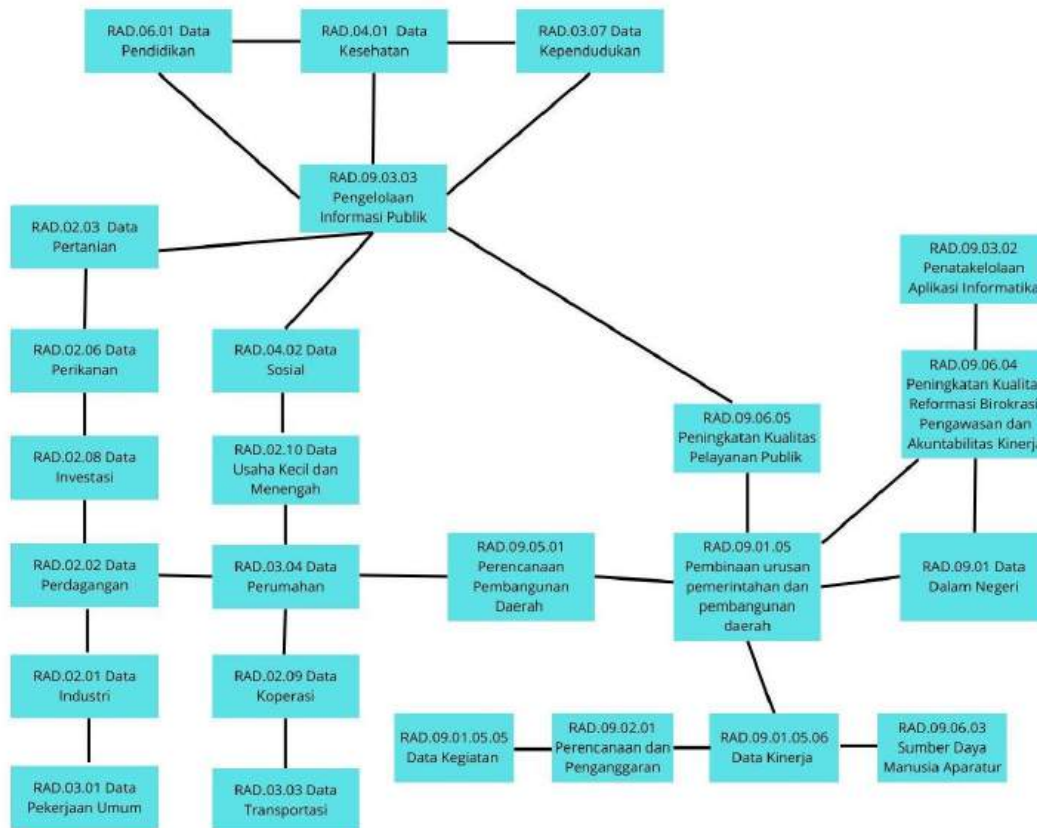 RAD.06.01 Data
Pendidikan
RAD.04.01 Data
Kesehatan
RAD.03.07 Data
Kependudukan
RAD.09.03.03
Pengelolaan
Informasi Publik
RAD.02.03 Data
Pertanian
RAD.09.03.02
Penatakelolaan
Aplikasi Informatika
RAD.02.06 Data
Perikanan
RAD.04.02 Data
Sosial
RAD.09.06.04
Peningkatan Kualita
Reformasi Birokrasi
Pengawasan dan
Akuntabilitas Kinerja
RAD.09.06.05
Peningkatan Kualitas
Pelayanan Publik
RAD.02.08 Data
Investasi
RAD.02.10 Data
Usaha Kecil dan
Menengah
RAD.02.02 Data
Perdagangan
RAD.03.04 Data
Perumahan
RAD.09.05.01
Perencanaan
Pembangunan
Daerah
RAD.09.01.05
Pembinaan urusan
pemerintahan dan
pembangunan
daerah
RAD.09.01 Data
Dalam Negeri
RAD.02.01 Data
Industri
RAD.02.09 Data
Koperasi
RAD.09.01.05.05
Data Kegiatan
RAD.09.02.01
Perencanaan dan
Penganggaran
RAD.09.01.05.06
Data Kinerja
RAD.09.06.03
Sumber Daya
Manusia Aparatur
RAD.03.01 Data
Pekerjaan Umum
RAD.03.03 Data
Transportasi